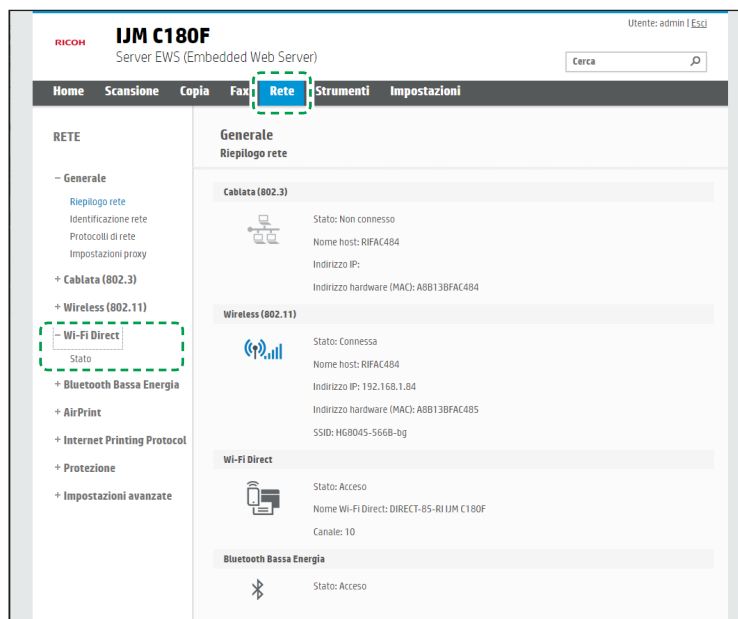 Utente: admin | Esci
RICOH
IJM C180F
Server EWS (Embedded Web Server)
Cerca
Home Scansione Copia Fax Rete Strumenti Impostazioni
RETE
− Generale
Riepilogo rete
Identificazione rete
Protocolli di rete
Impostazioni proxy
+ Cablata (802.3)
+ Wireless (802.11)
− Wi-Fi Direct
Stato
+ Bluetooth Bassa Energia
+ AirPrint
+ Internet Printing Protocol
+ Protezione
+ Impostazioni avanzate
Generale
Riepilogo rete
Cablata (802.3)
Stato: Non connesso
Nome host: RIFAC484
Indirizzo IP:
Indirizzo hardware (MAC): A8B13BFAC484
Wireless (802.11)
Stato: Connessa
Nome host: RIFAC484
Indirizzo IP: 192.168.1.84
Indirizzo hardware (MAC): A8B13BFAC485
SSID: HG8045-566B-bg
Wi-Fi Direct
Stato: Acceso
Nome Wi-Fi Direct: DIRECT-85-RI IJM C180F
Canale: 10
Bluetooth Bassa Energia
Stato: Acceso